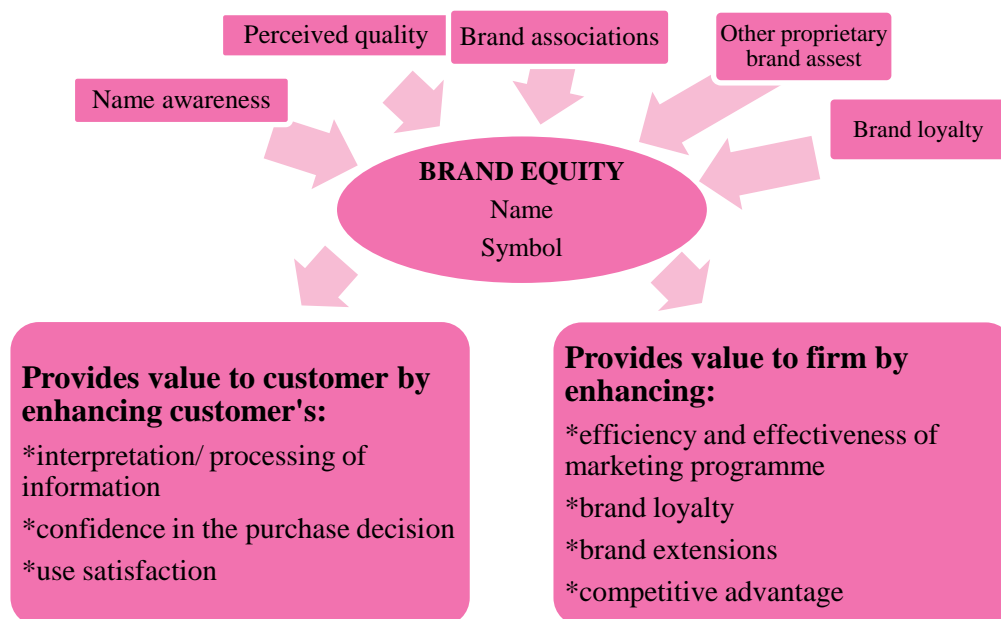 Perceived quality
Brand associations
Other proprietary
brand assest
Name awareness
Brand loyalty
BRAND EQUITY
Name
Symbol
Provides value to customer by
enhancing customer's:
*interpretation/ processing of
information
*confidence in the purchase decision
*use satisfaction
Provides value to firm by
enhancing:
*efficiency and effectiveness of
marketing programme
*brand loyalty
*brand extensions
*competitive advantage